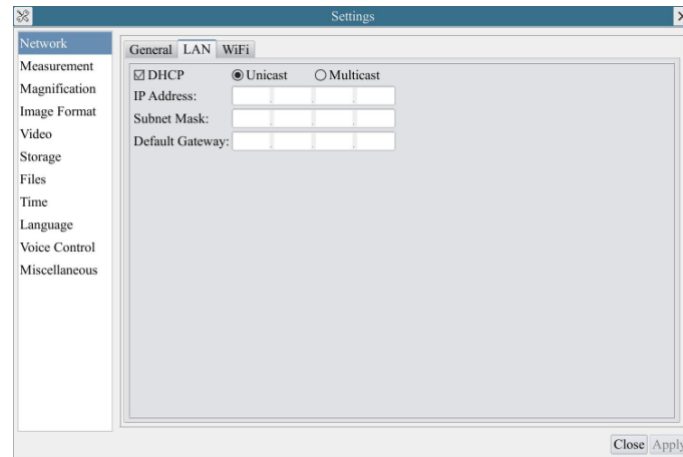 Settings
Network
Measurement
Magnification
Image Format
Video
Storage
Files
Time
Language
Voice Control
Miscellaneous
General LAN WiFi
DHCP Unicast Multicast
IP Address:
Subnet Mask:
Default Gateway:
Close Apply